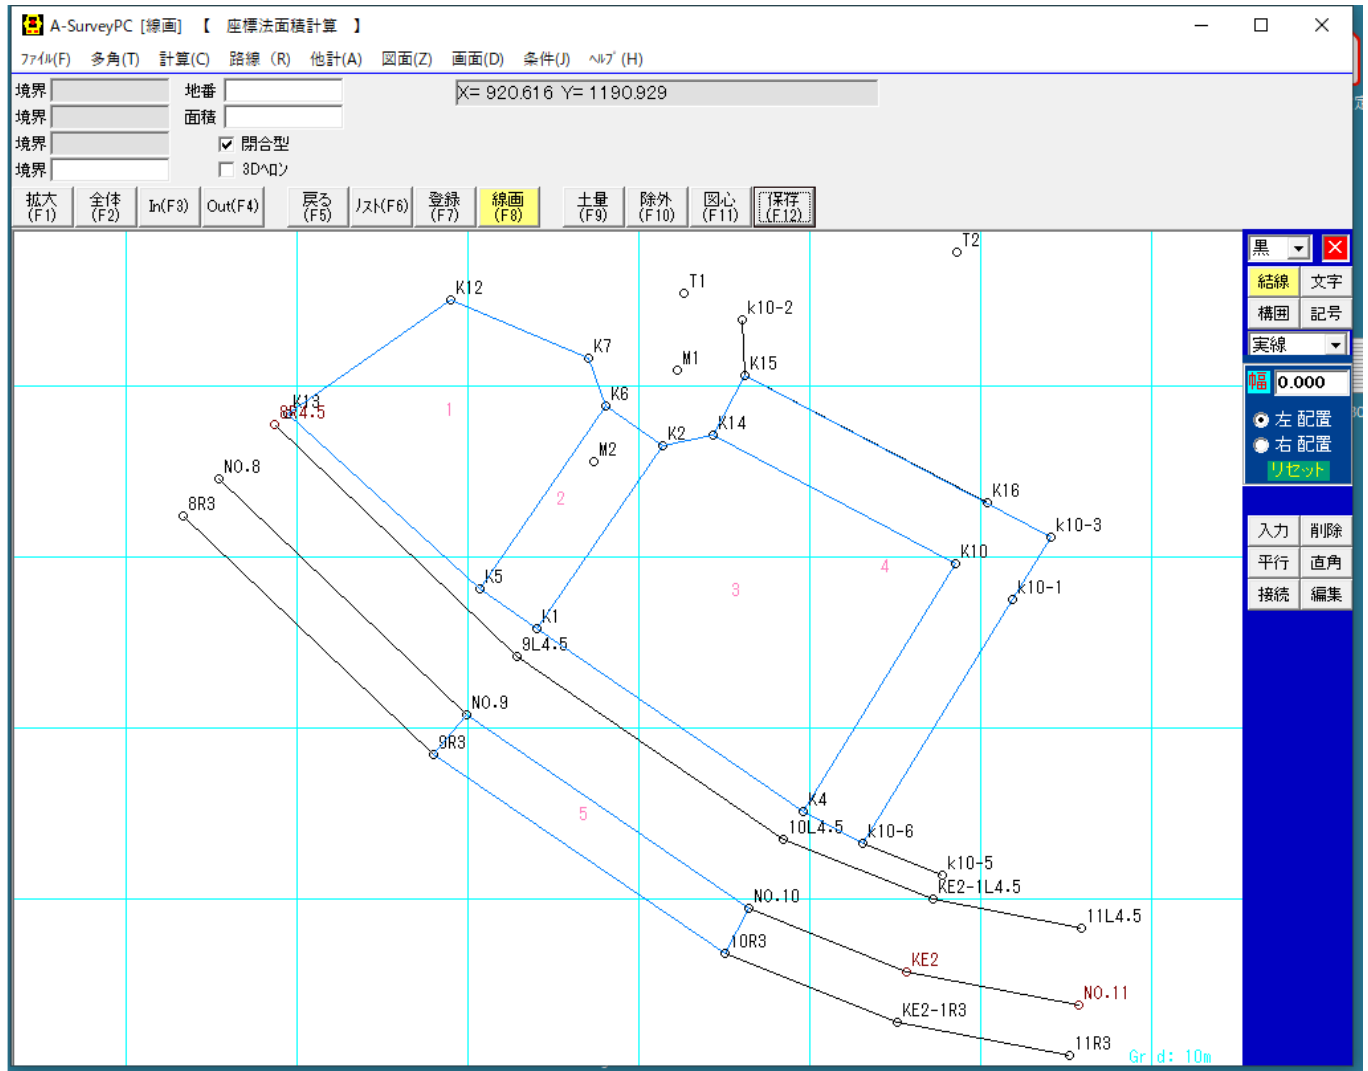 A-SurveyPC [線画] 【 座標法面積計算 】
ﾌｧｲﾙ(F) 多角(T) 計算(C) 路線 (R) 他計(A) 図面(Z) 画面(D) 条件(J) ﾍﾙﾌﾟ(H)
境界 地番 X= 920.616 Y= 1190.929
境界 面積
境界 閉合型
境界 3Dﾍﾛﾝ
拡大(F1) 全体(F2) In(F3) Out(F4) 戻る(F5) ﾘｽﾄ(F6) 登録(F7) 線画(F8) 土量(F9) 除外(F10) 図心(F11) 保存(F12)
黒
結線 文字
構囲 記号
実線
幅 0.000
左配置
右配置
リセット
入力 削除
平行 直角
接続 編集
T2
T1
K12
k10-2
K7
M1
K15
K6
K13
1
K14
K2
M2
NO.8
8R3
2
K16
k10-3
K10
4
K5
3
k10-1
K1
9L4.5
NO.9
9R3
K4
5
10L4.5
k10-6
k10-5
KE2-1L4.5
NO.10
11L4.5
10R3
KE2
NO.11
KE2-1R3
11R3
Grid: 10m